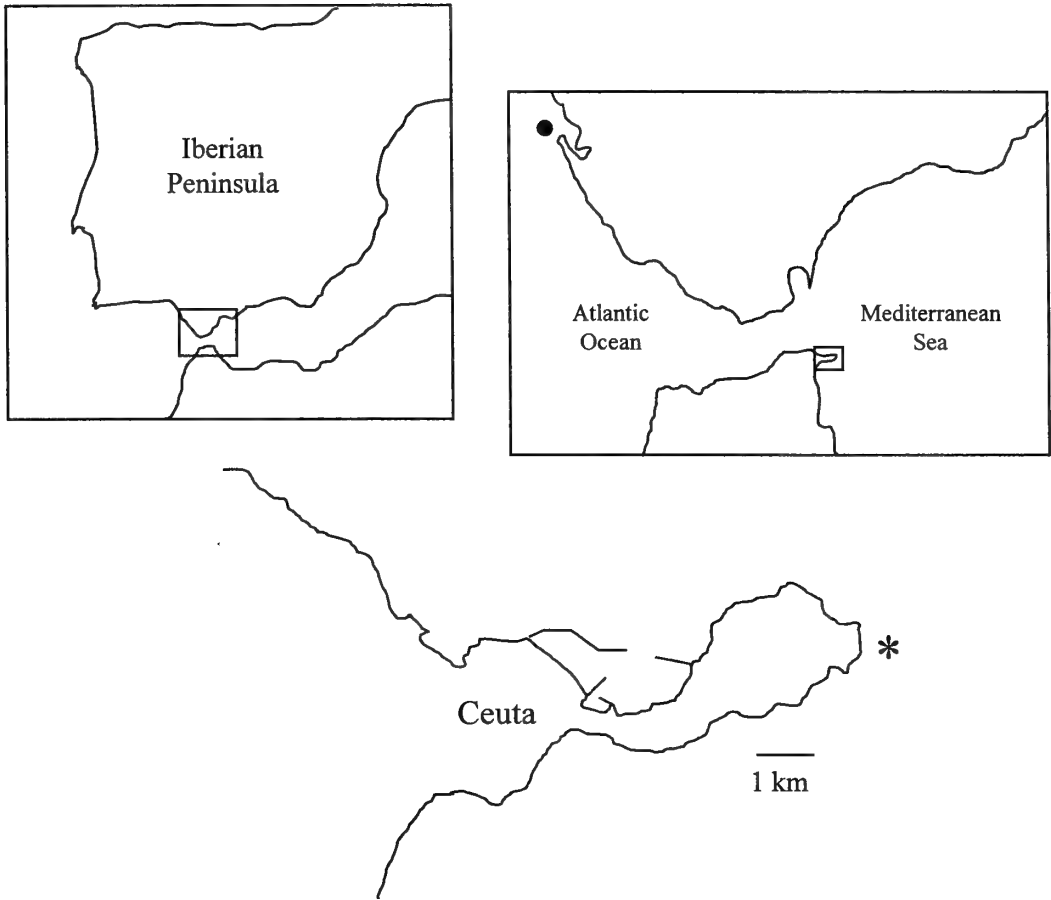 Iberian
Peninsula
Atlantic
Ocean
Mediterranean
Sea
Ceuta
*
1 km